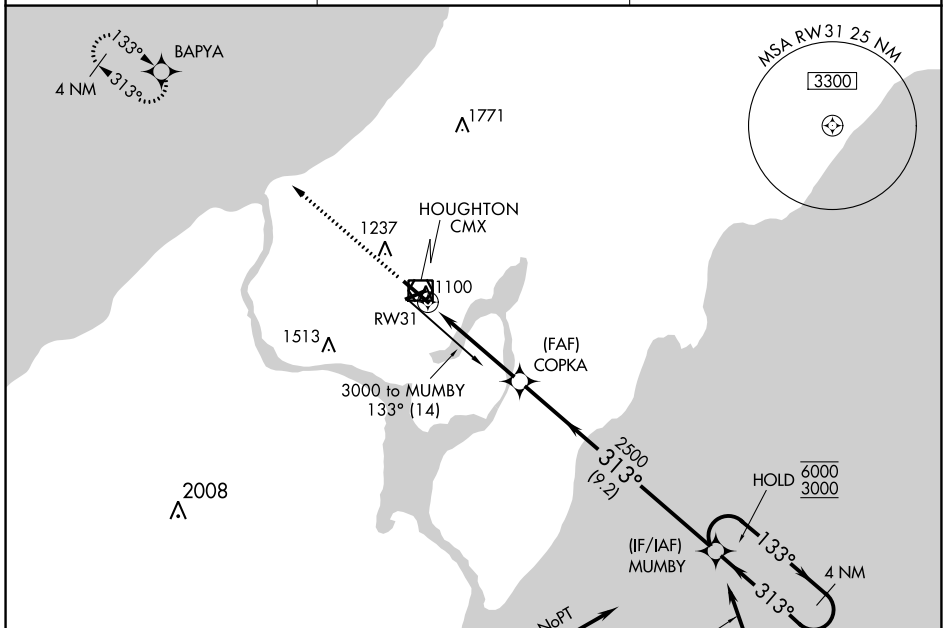 133°
BAPYA
4 NM
313°
MSA RW31 25 NM
3300
1771
HOUGHTON
CMX
1237
1100
RW31
1513
(FAF)
COPKA
3000 to MUMBY
133° (14)
2500
313°
(9.2)
HOLD
6000
3000
2008
(IF/IAF)
MUMBY
133°
4 NM
313°
NoPT